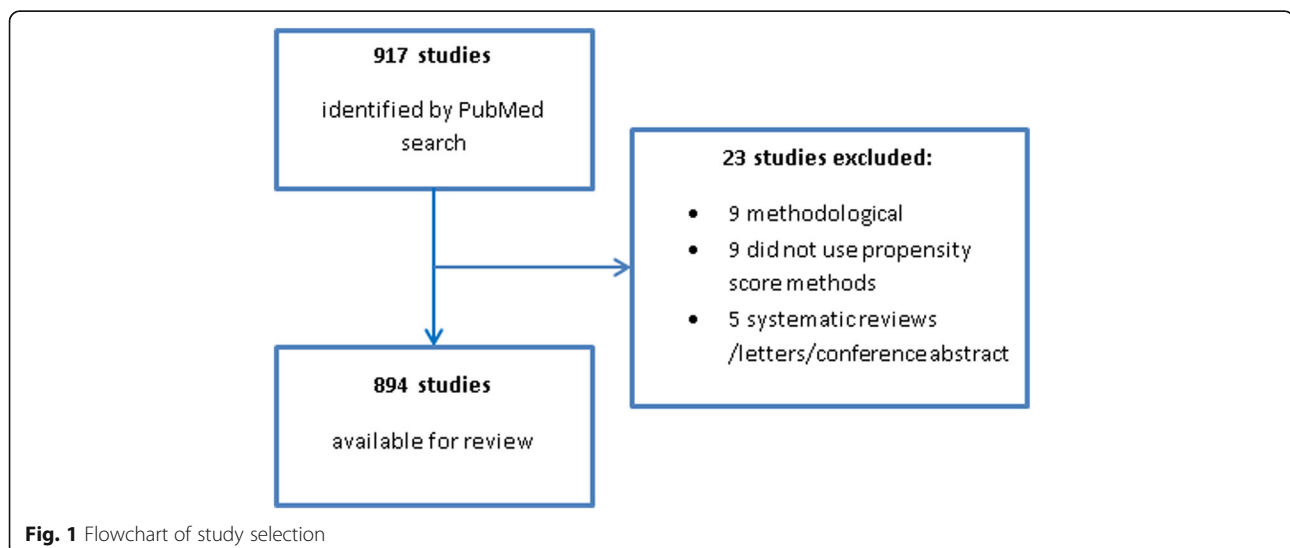 917 studies
identified by PubMed
search
23 studies excluded:
• 9 methodological
• 9 did not use propensity
score methods
• 5 systematic reviews
/letters/conference abstract
894 studies
available for review
Fig. 1 Flowchart of study selection